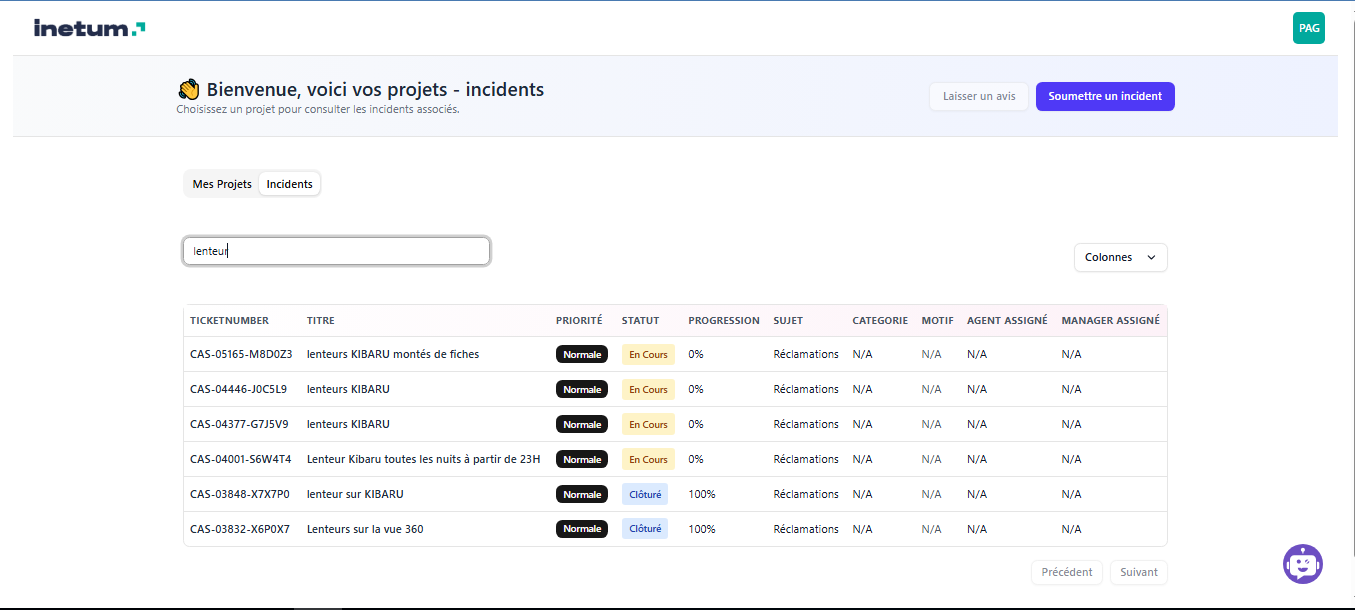 inetum.
PAG
Bienvenue, voici vos projets - incidents
Choisissez un projet pour consulter les incidents associés.
Laisser un avis
Soumettre un incident
Mes Projets
Incidents
lenteur
Colonnes
TICKETNUMBER TITRE PRIORITÉ STATUT PROGRESSION SUJET CATEGORIE MOTIF AGENT ASSIGNÉ MANAGER ASSIGNÉ
CAS-05165-M8D0Z3 lenteurs KIBARU montés de fiches Normale En Cours 0% Réclamations N/A N/A N/A N/A
CAS-04446-J0C5L9 lenteurs KIBARU Normale En Cours 0% Réclamations N/A N/A N/A N/A
CAS-04377-G7J5V9 lenteurs KIBARU Normale En Cours 0% Réclamations N/A N/A N/A N/A
CAS-04001-S6W4T4 Lenteur Kibaru toutes les nuits à partir de 23H Normale En Cours 0% Réclamations N/A N/A N/A N/A
CAS-03848-X7X7P0 lenteur sur KIBARU Normale Clôturé 100% Réclamations N/A N/A N/A N/A
CAS-03832-X6P0X7 Lenteurs sur la vue 360 Normale Clôturé 100% Réclamations N/A N/A N/A N/A
Précédent
Suivant